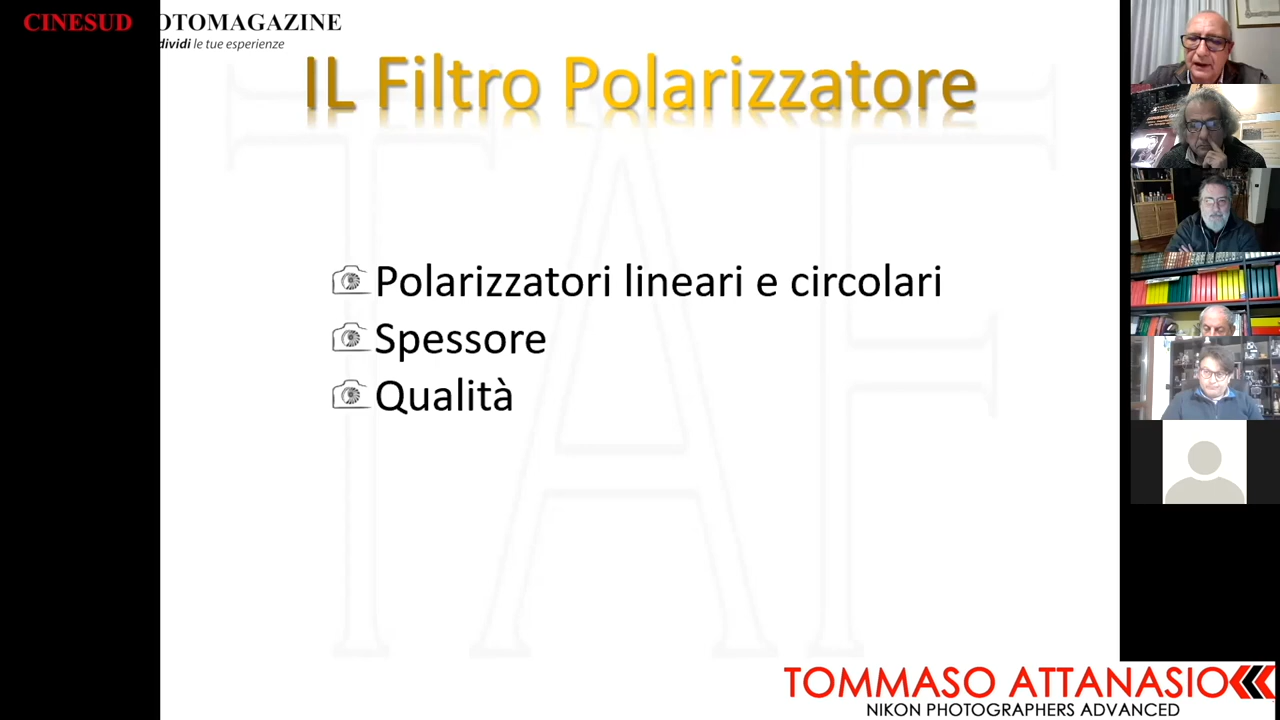 CINESUD OTOMAGAZINE
dividi le tue esperienze
IL Filtro Polarizzatore
TAF
Polarizzatori lineari e circolari
Spessore
Qualità
TOMMASO ATTANASIO
NIKON PHOTOGRAPHERS ADVANCED